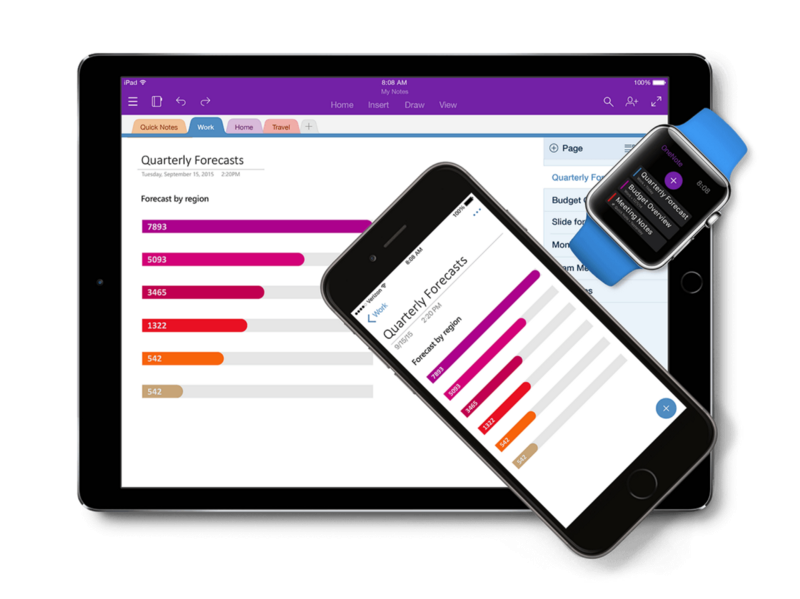 iPad
8:08 AM
100%
My Notes
Home Insert Draw View
Quick Notes Work Home Travel
Quarterly Forecasts
Tuesday, September 15, 2015 2:20PM
Forecast by region
7893
5093
3465
1322
542
542
Page
Quarterly Fo
Budget
Slide for
Mon
Verizon
8:08 AM
100%
Work
Quarterly Forecasts
9/15/15 2:20 PM
Forecast by region
7893
5093
3465
1322
542
542
OneNote
8:08
Quarterly Forecast
Budget Overview
Meeting Notes